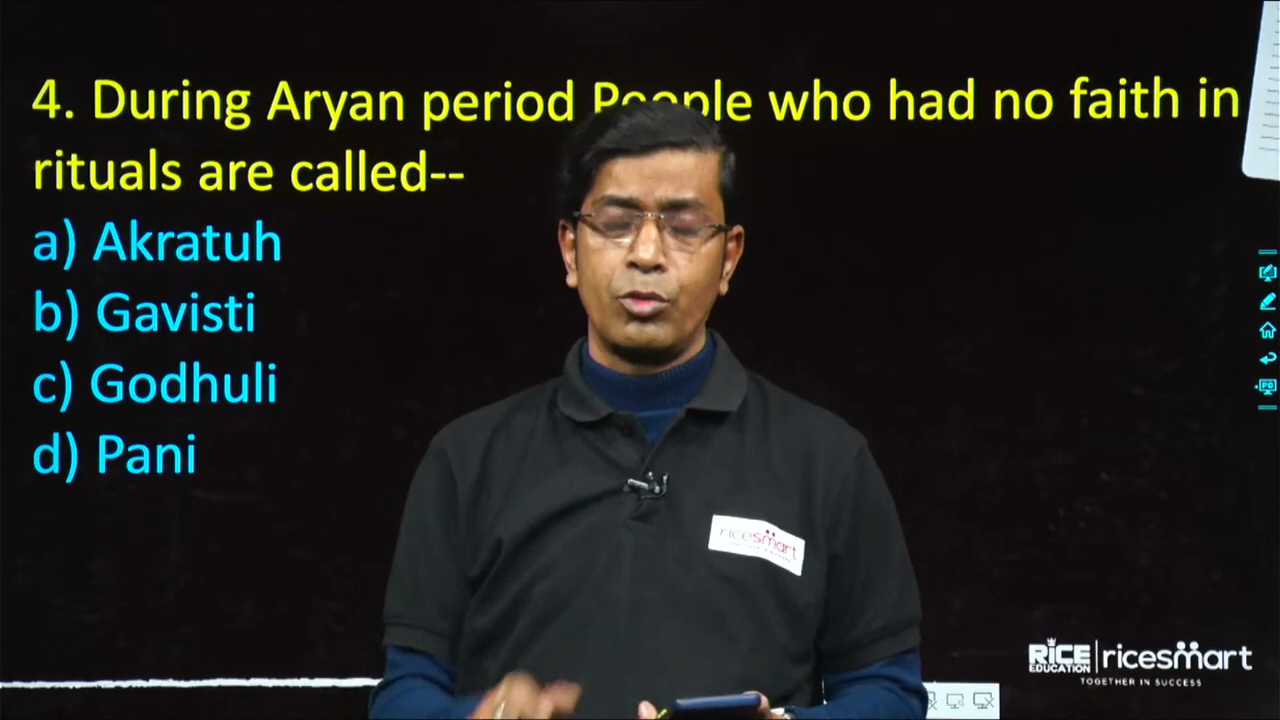 4. During Aryan period People who had no faith in
rituals are called--
a) Akratuh
b) Gavisti
c) Godhuli
d) Pani
ricesmart
RICE EDUCATION ricesmart
TOGETHER IN SUCCESS